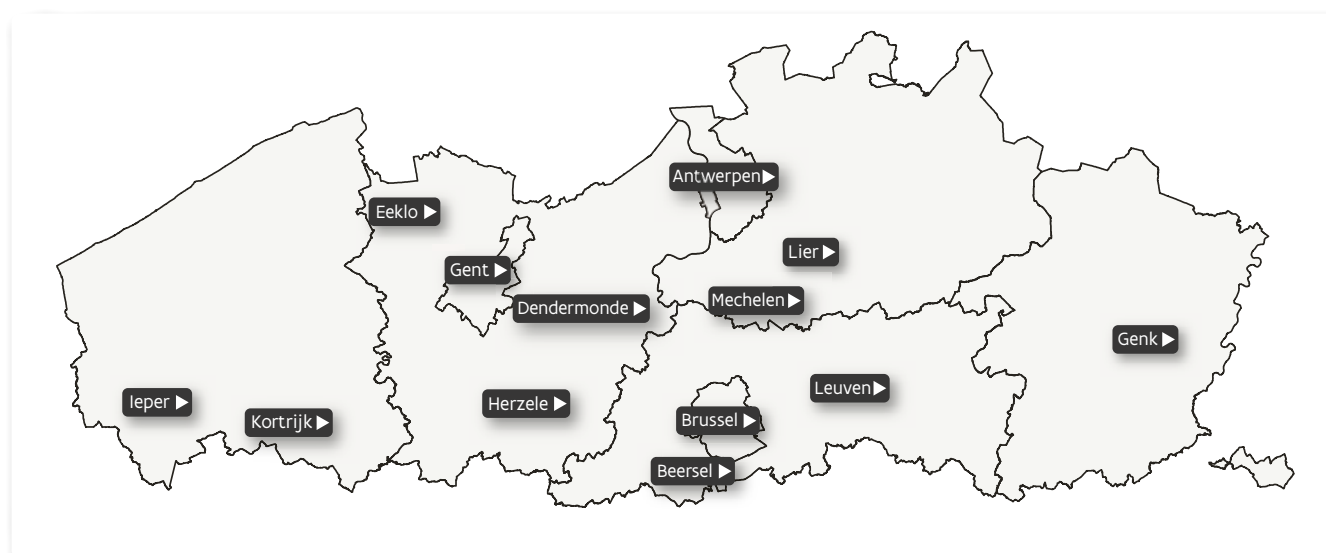 Antwerpen
Eeklo
Lier
Gent
Mechelen
Dendermonde
Genk
Leuven
Ieper
Herzele
Kortrijk
Brussel
Beersel